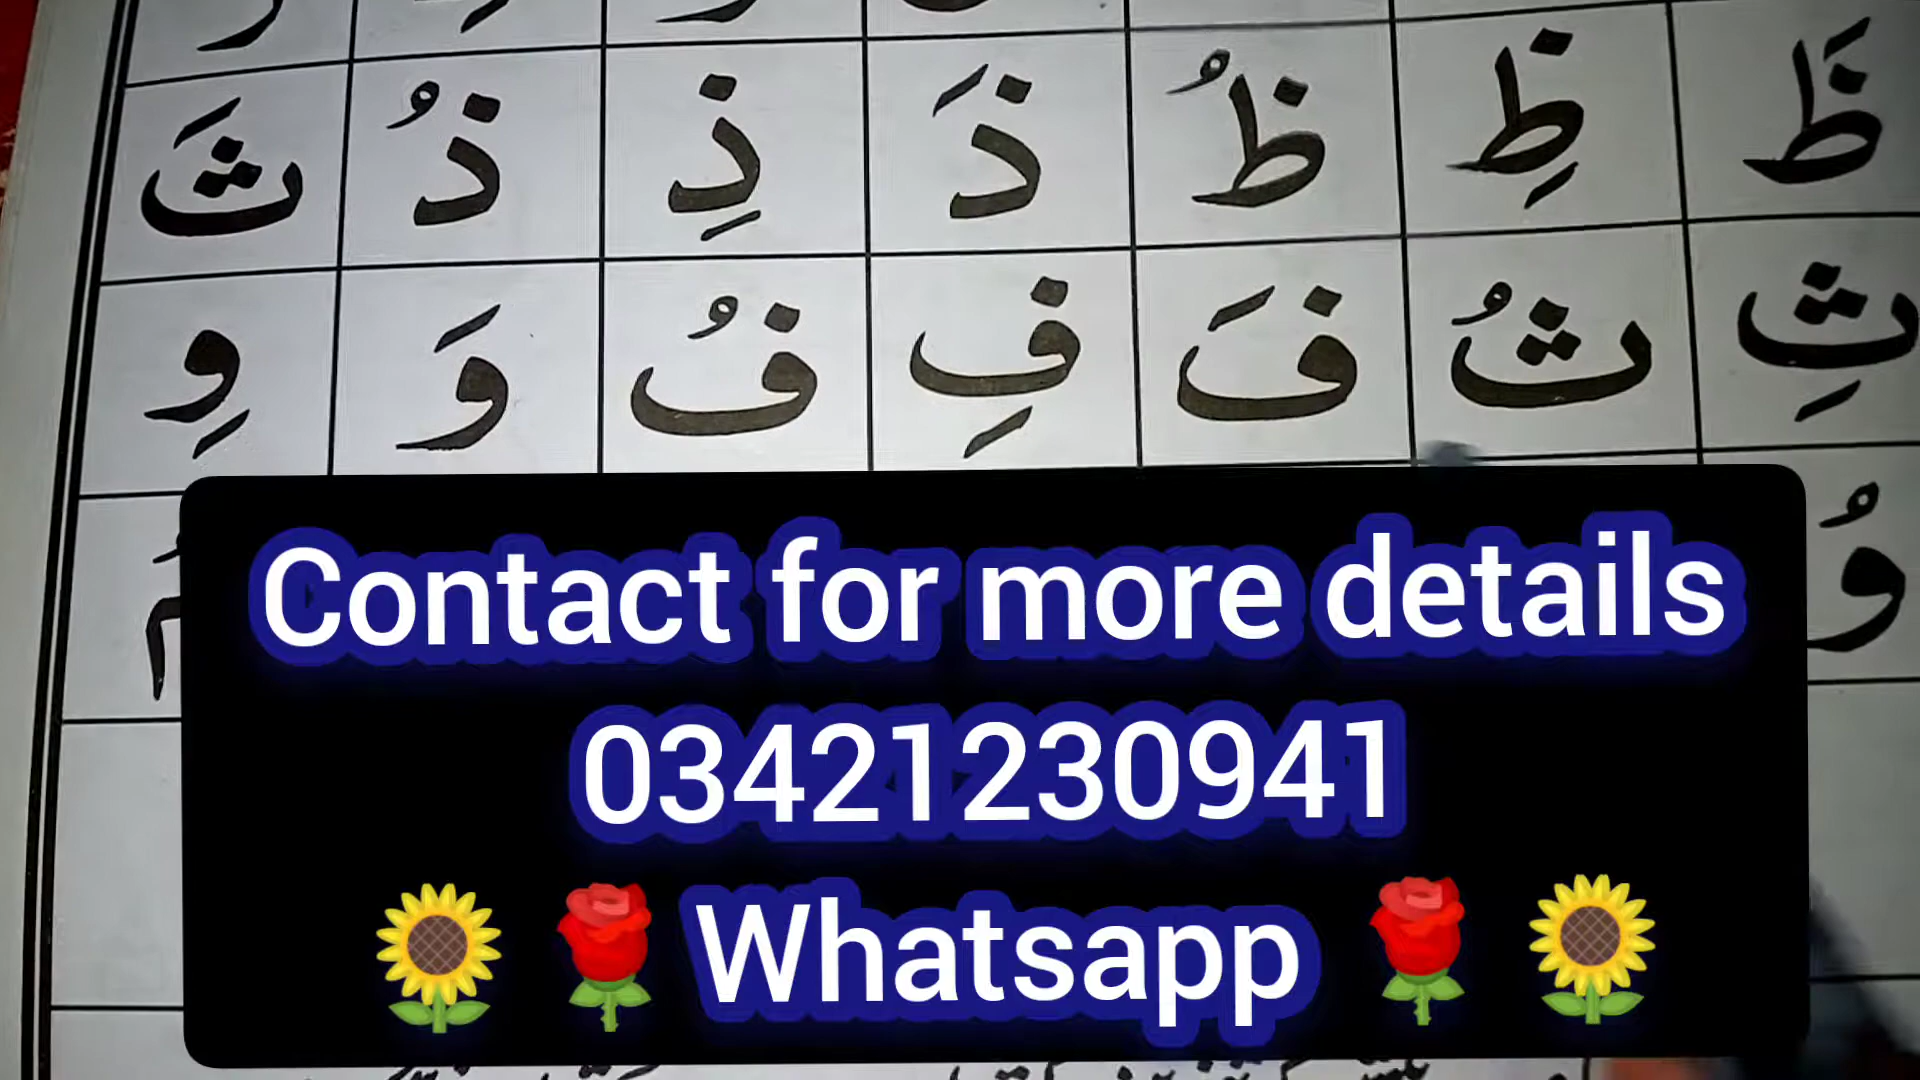 ظَ ظِ ظُ ذَ ذِ ذُ ثَ
ثِ ثُ فَ فِ فُ وَ وِ
وُ
Contact for more details
03421230941
🌻 🌹 Whatsapp 🌹 🌻